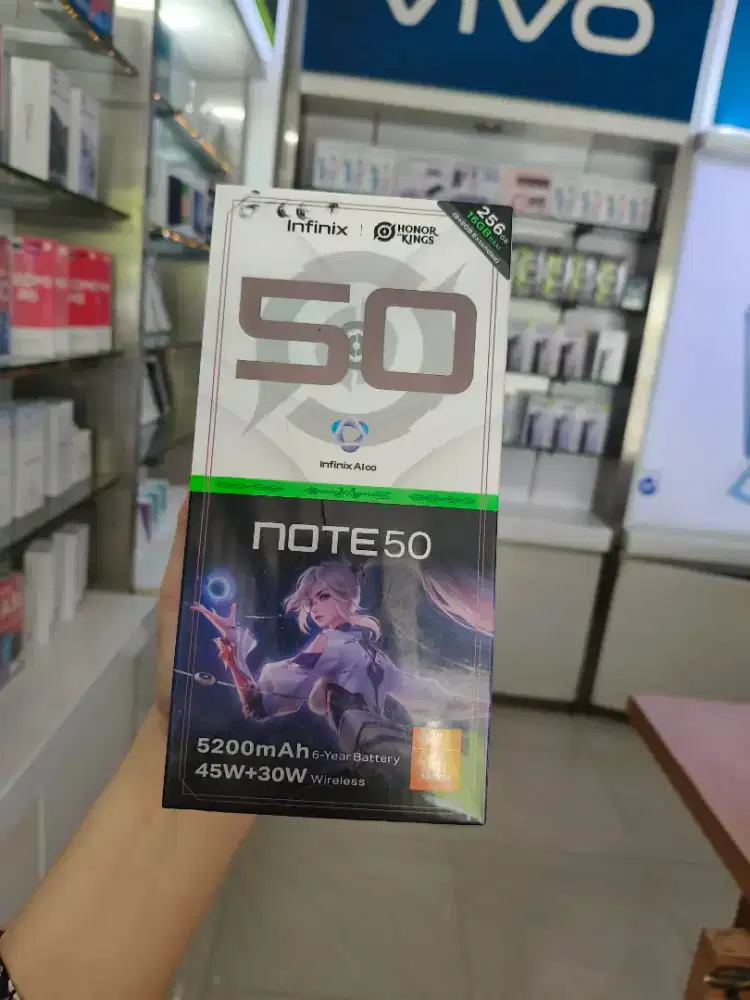 vivo
Infinix
HONOR
OF KINGS
256GB
16GB RAM
50
Infinix AI∞
NOTE 50
5200mAh 6-Year Battery
45W+30W Wireless